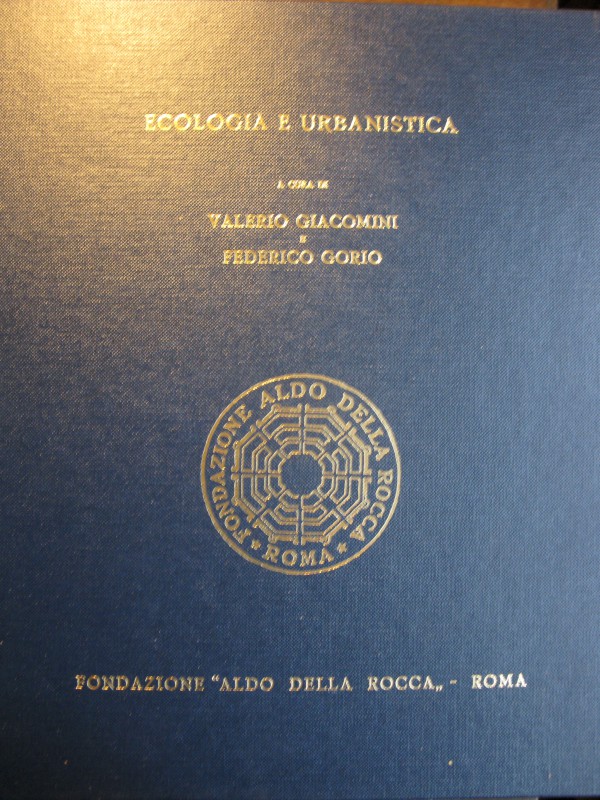 ECOLOGIA E URBANISTICA
A CURA DI
VALERIO GIACOMINI
E
FEDERICO GORIO
FONDAZIONE ALDO DELLA ROCCA
★ ROMA ★
FONDAZIONE "ALDO DELLA ROCCA„ - ROMA